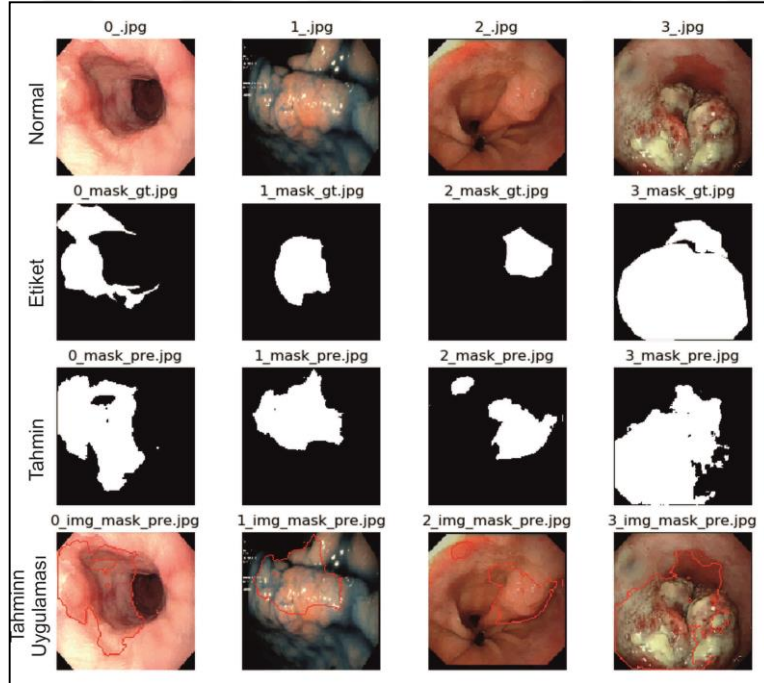 0_.jpg 1_.jpg 2_.jpg 3_.jpg
Normal
0_mask_gt.jpg 1_mask_gt.jpg 2_mask_gt.jpg 3_mask_gt.jpg
Etiket
0_mask_pre.jpg 1_mask_pre.jpg 2_mask_pre.jpg 3_mask_pre.jpg
Tahmin
0_img_mask_pre.jpg 1_img_mask_pre.jpg 2_img_mask_pre.jpg 3_img_mask_pre.jpg
Tahminn
Uygulaması